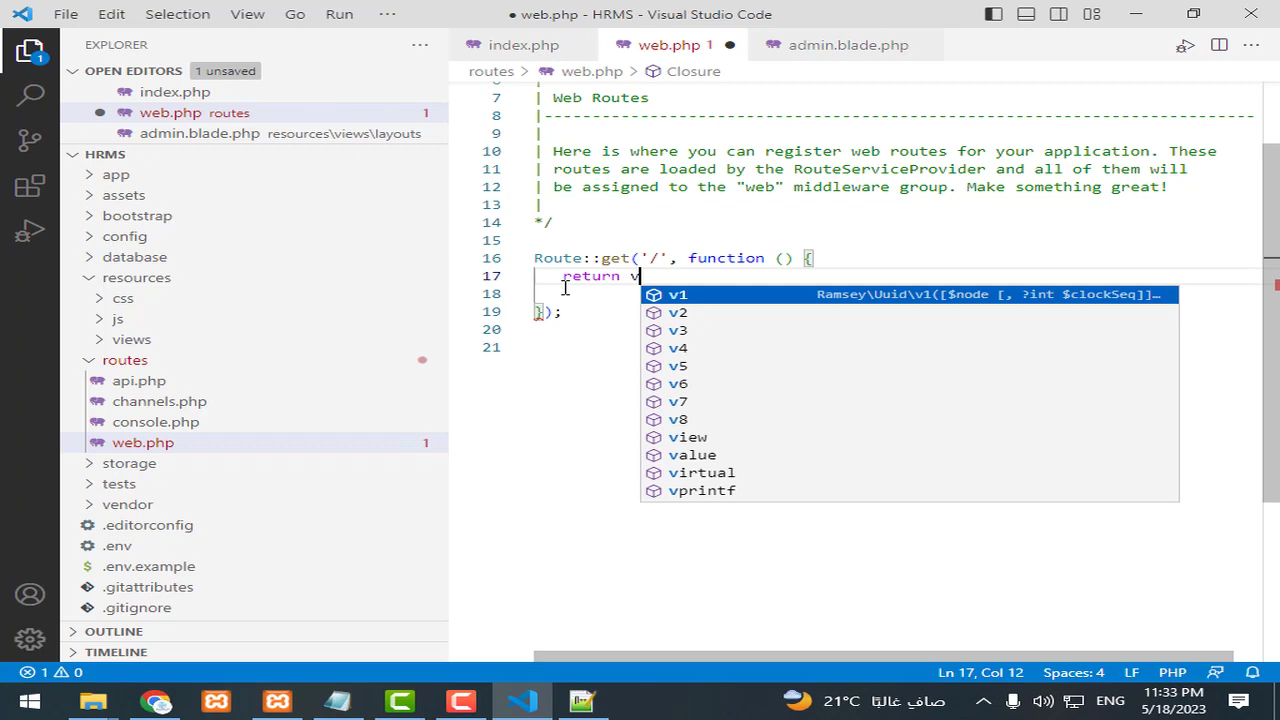 File Edit Selection View Go Run ··· ● web.php - HRMS - Visual Studio Code
EXPLORER ···
index.php web.php 1 ● admin.blade.php ···
OPEN EDITORS 1 unsaved
routes > web.php > Closure
index.php
● web.php routes 1
admin.blade.php resources\views\layouts
HRMS
app
assets
bootstrap
config
database
resources
css
js
views
routes
api.php
channels.php
console.php
web.php 1
storage
tests
vendor
.editorconfig
.env
.env.example
.gitattributes
.gitignore
OUTLINE
TIMELINE
7 | Web Routes
8 |--------------------------------------------------------------------------
9 |
10 | Here is where you can register web routes for your application. These
11 | routes are loaded by the RouteServiceProvider and all of them will
12 | be assigned to the "web" middleware group. Make something great!
13 |
14 */
15
16 Route::get('/', function () {
17 return v
18
19 });
20
21
v1 Ramsey\Uuid\v1([$node [, ?int $clockSeq]]…
v2
v3
v4
v5
v6
v7
v8
view
value
virtual
vprintf
1
1 0 Ln 17, Col 12 Spaces: 4 LF PHP
21°C صافٍ غالبًا ENG 11:33 PM
5/18/2023